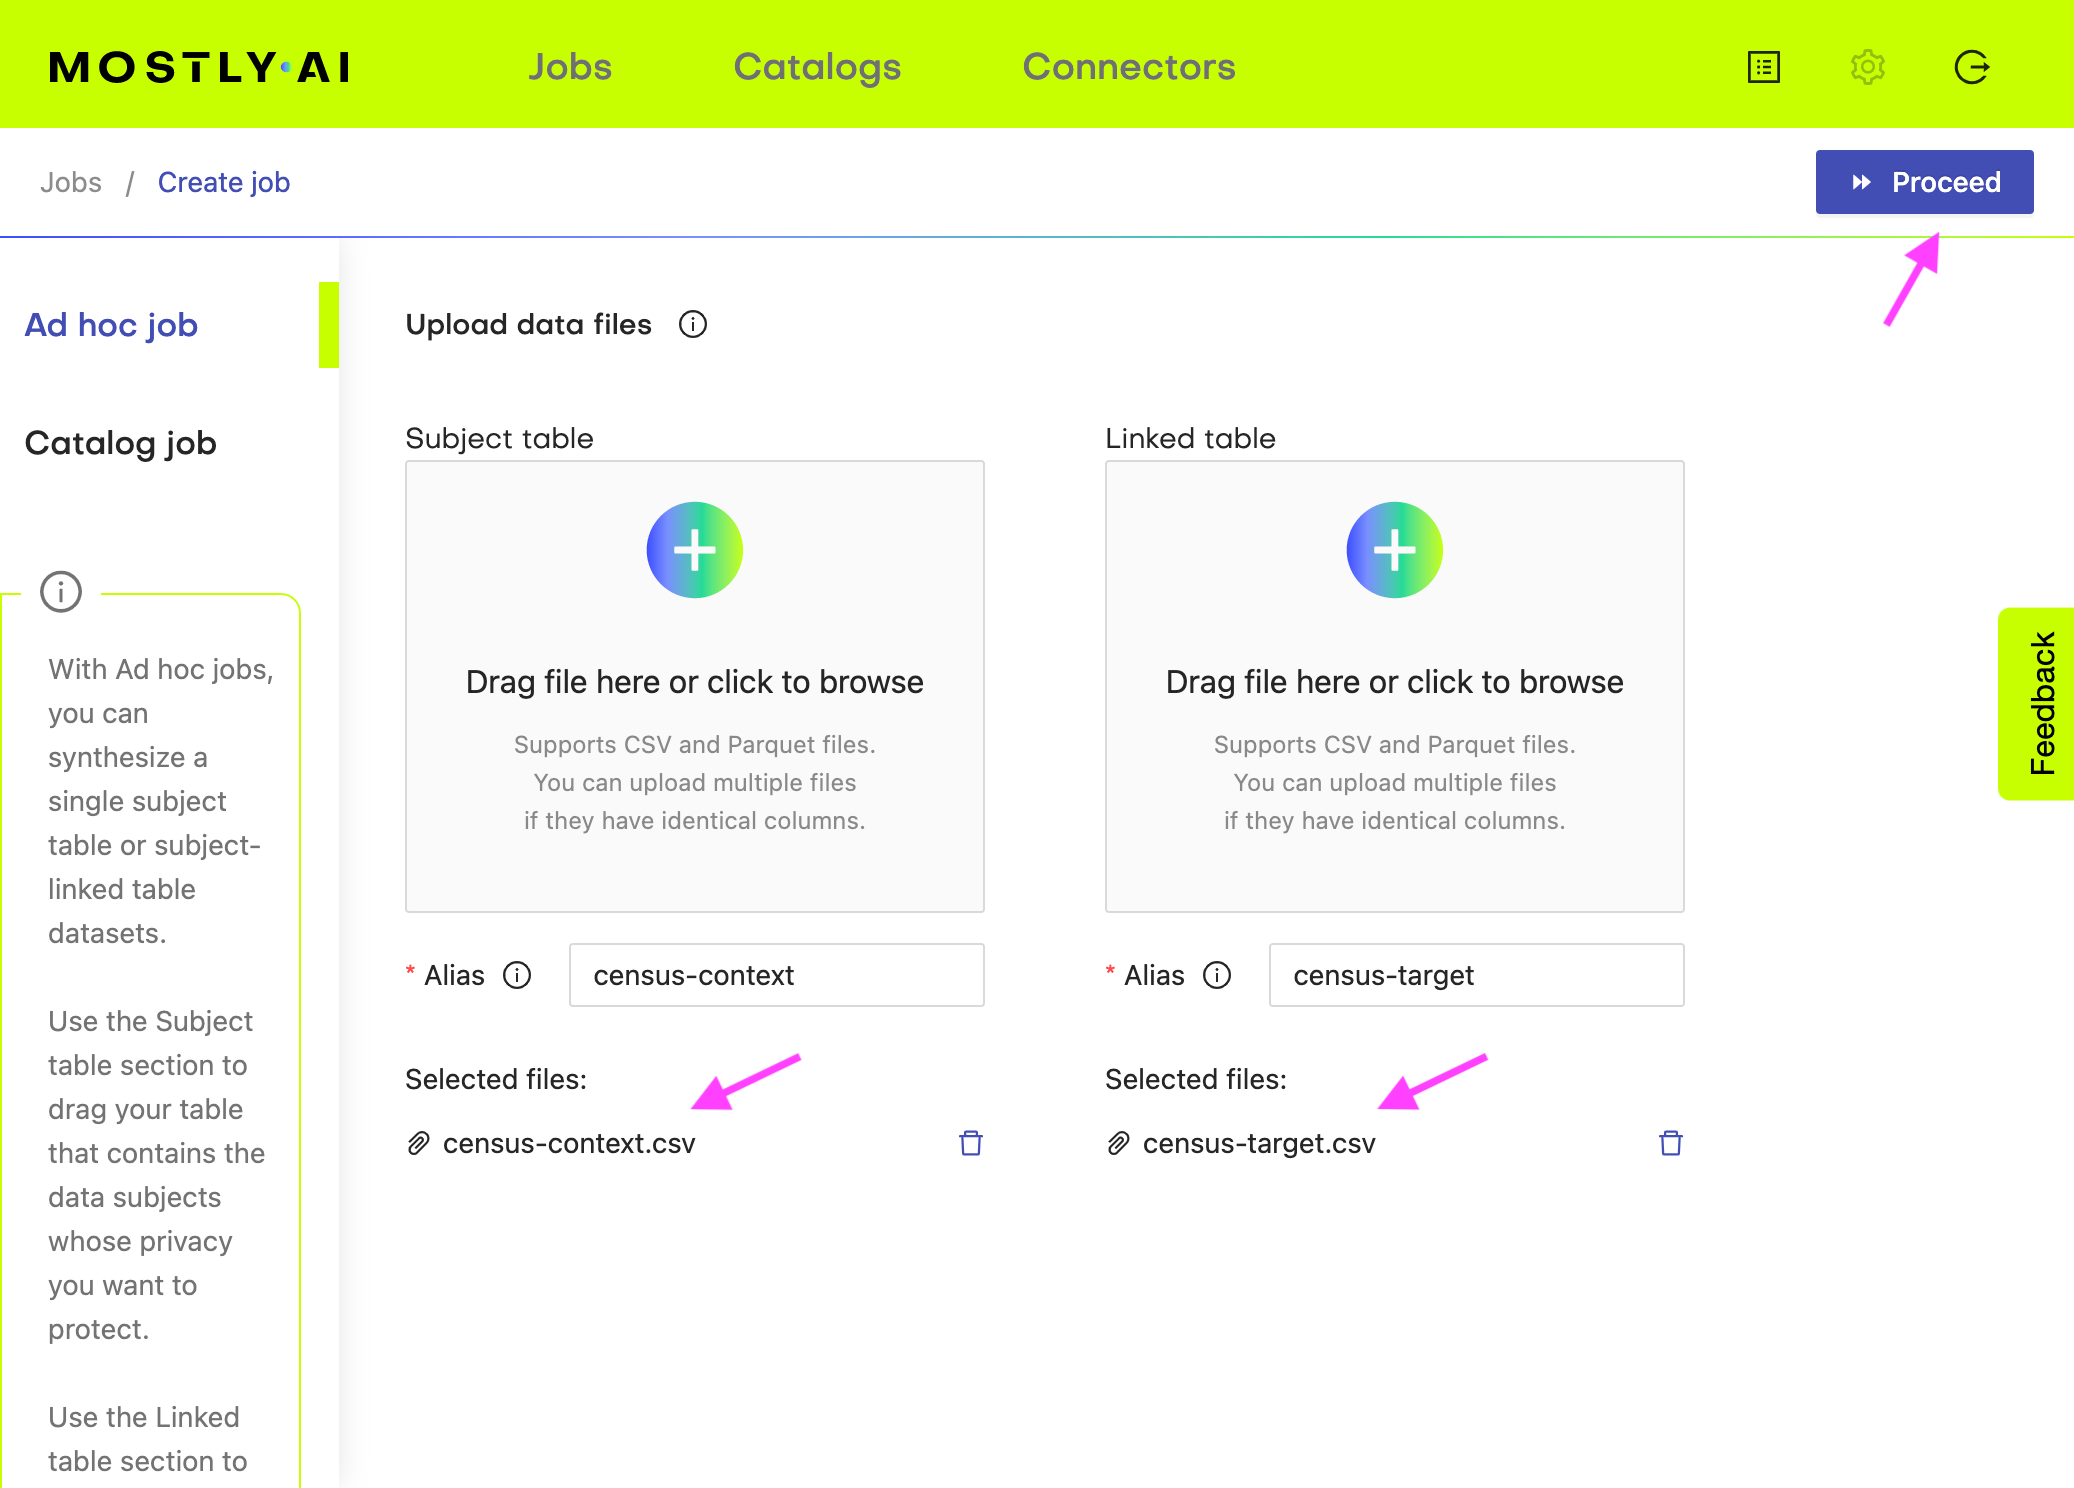 MOSTLY·AI
Jobs
Catalogs
Connectors
Jobs / Create job
Proceed
Ad hoc job
Catalog job
With Ad hoc jobs,
you can
synthesize a
single subject
table or subject-
linked table
datasets.
Use the Subject
table section to
drag your table
that contains the
data subjects
whose privacy
you want to
protect.
Use the Linked
table section to
Upload data files
Subject table
Drag file here or click to browse
Supports CSV and Parquet files.
You can upload multiple files
if they have identical columns.
* Alias
census-context
Selected files:
census-context.csv
Linked table
Drag file here or click to browse
Supports CSV and Parquet files.
You can upload multiple files
if they have identical columns.
* Alias
census-target
Selected files:
census-target.csv
Feedback